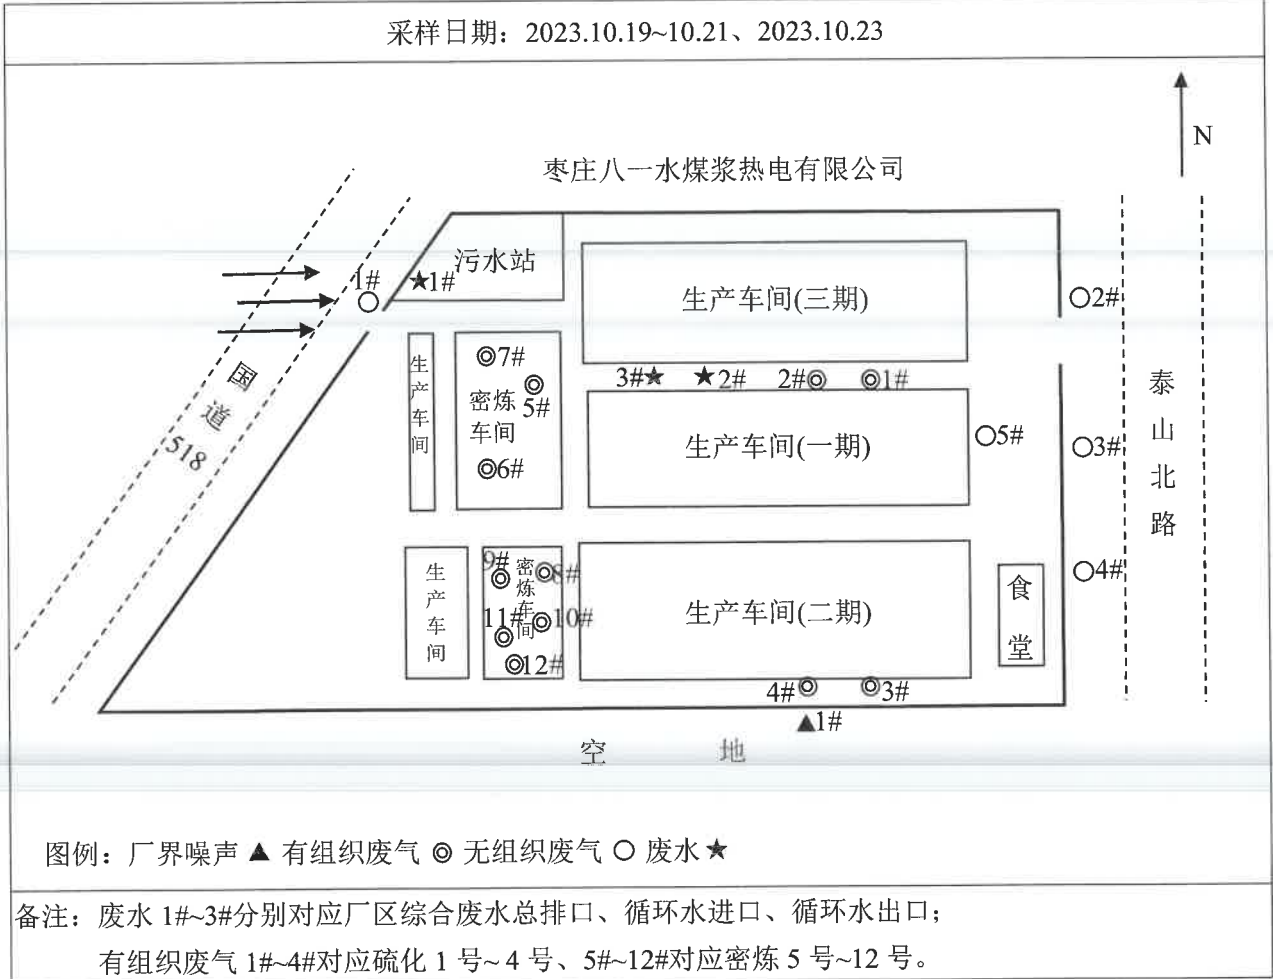 采样日期：2023.10.19~10.21、2023.10.23
N
枣庄八一水煤浆热电有限公司
污水站
1#
★1#
生产车间(三期)
○2#
国道518
生产车间
◎7#
◎5#
密炼车间
◎6#
3#★ ★2# 2#◎ ◎1#
生产车间(一期)
○5#
○3#
泰山北路
生产车间
9#
密炼车间
◎8#
11#
◎10#
◎12#
生产车间(二期)
食堂
○4#
4#◎ ◎3#
▲1#
空 地
图例：厂界噪声▲ 有组织废气◎ 无组织废气○ 废水★
备注：废水 1#~3#分别对应厂区综合废水总排口、循环水进口、循环水出口；
有组织废气 1#~4#对应硫化 1 号~ 4 号、5#~12#对应密炼 5 号~12 号。